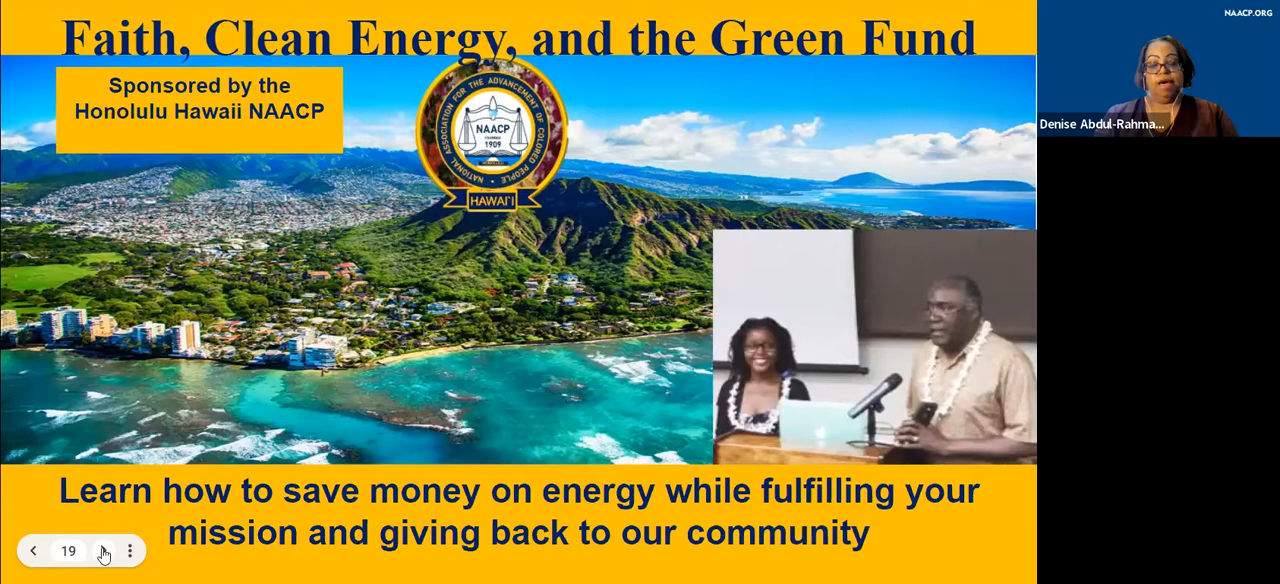 Faith, Clean Energy, and the Green Fund
NAACP.ORG
Sponsored by the
Honolulu Hawaii NAACP
NATIONAL ASSOCIATION FOR THE ADVANCEMENT OF COLORED PEOPLE
NAACP
FOUNDED
1909
HAWAI'I
Denise Abdul-Rahma...
Learn how to save money on energy while fulfilling your
mission and giving back to our community
19